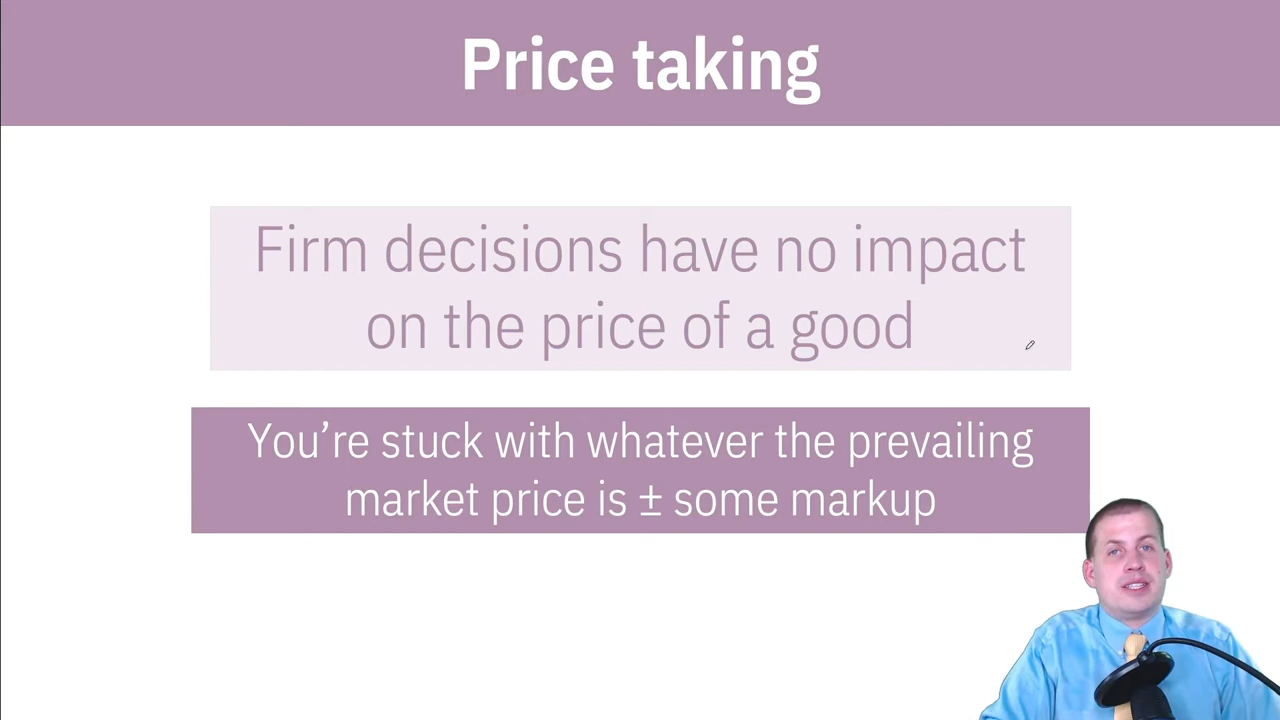 Price taking
Firm decisions have no impact
on the price of a good
You’re stuck with whatever the prevailing
market price is ± some markup